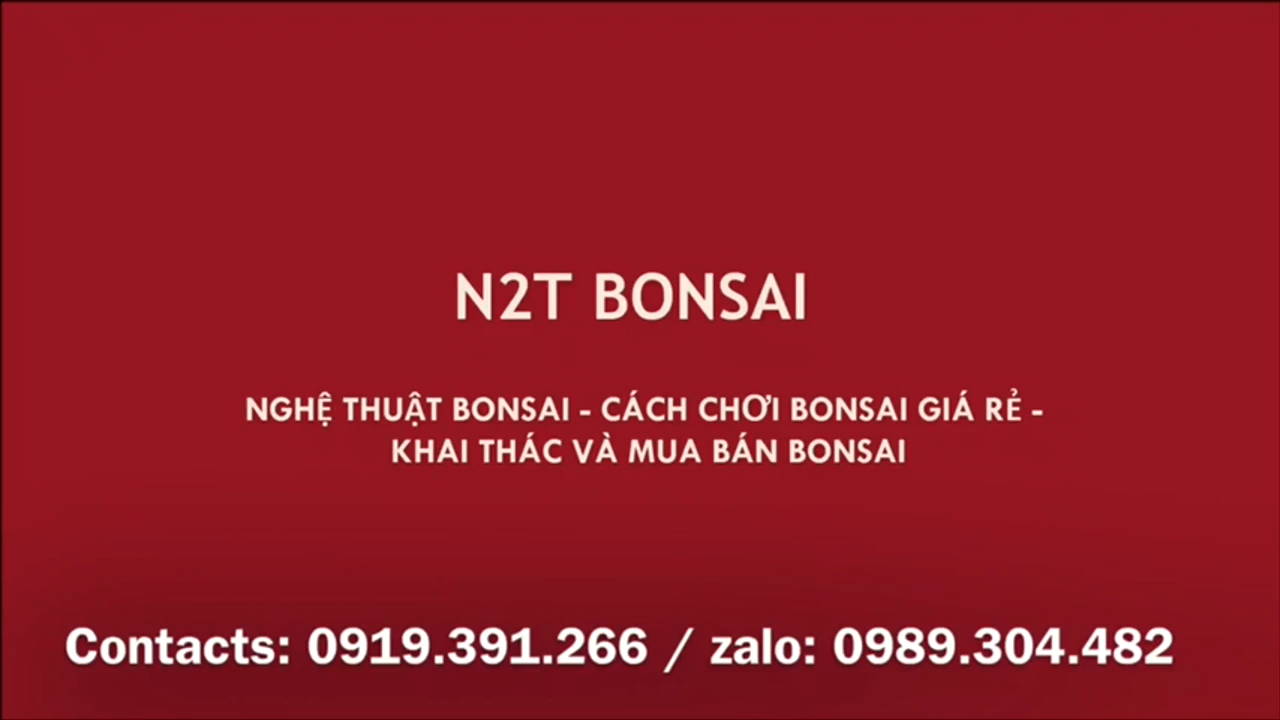 N2T BONSAI
NGHỆ THUẬT BONSAI - CÁCH CHƠI BONSAI GIÁ RẺ -
KHAI THÁC VÀ MUA BÁN BONSAI
Contacts: 0919.391.266 / zalo: 0989.304.482